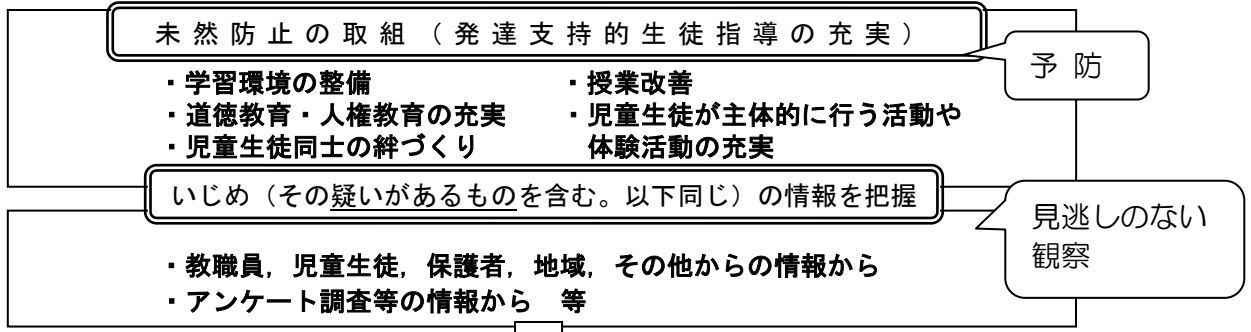 未然防止の取組（発達支持的生徒指導の充実）
予 防
・学習環境の整備　・授業改善
・道徳教育・人権教育の充実　・児童生徒が主体的に行う活動や
・児童生徒同士の絆づくり　体験活動の充実
いじめ（その疑いがあるものを含む。以下同じ）の情報を把握
見逃しのない
観察
・教職員，児童生徒，保護者，地域，その他からの情報から
・アンケート調査等の情報から　等